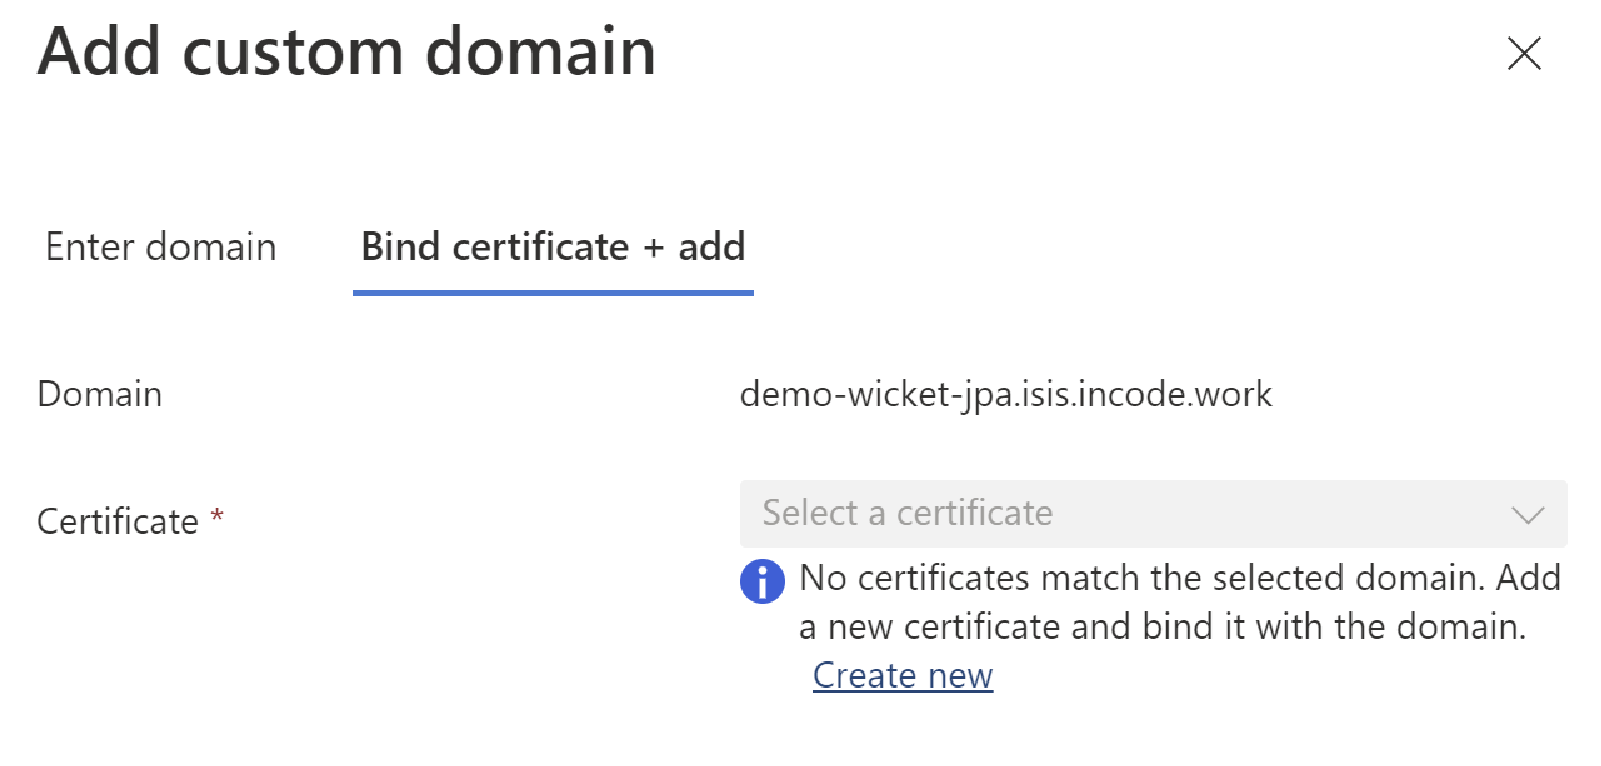 Add custom domain
Enter domain Bind certificate + add
Domain demo-wicket-jpa.isis.incode.work
Certificate * Select a certificate
No certificates match the selected domain. Add
a new certificate and bind it with the domain.
Create new